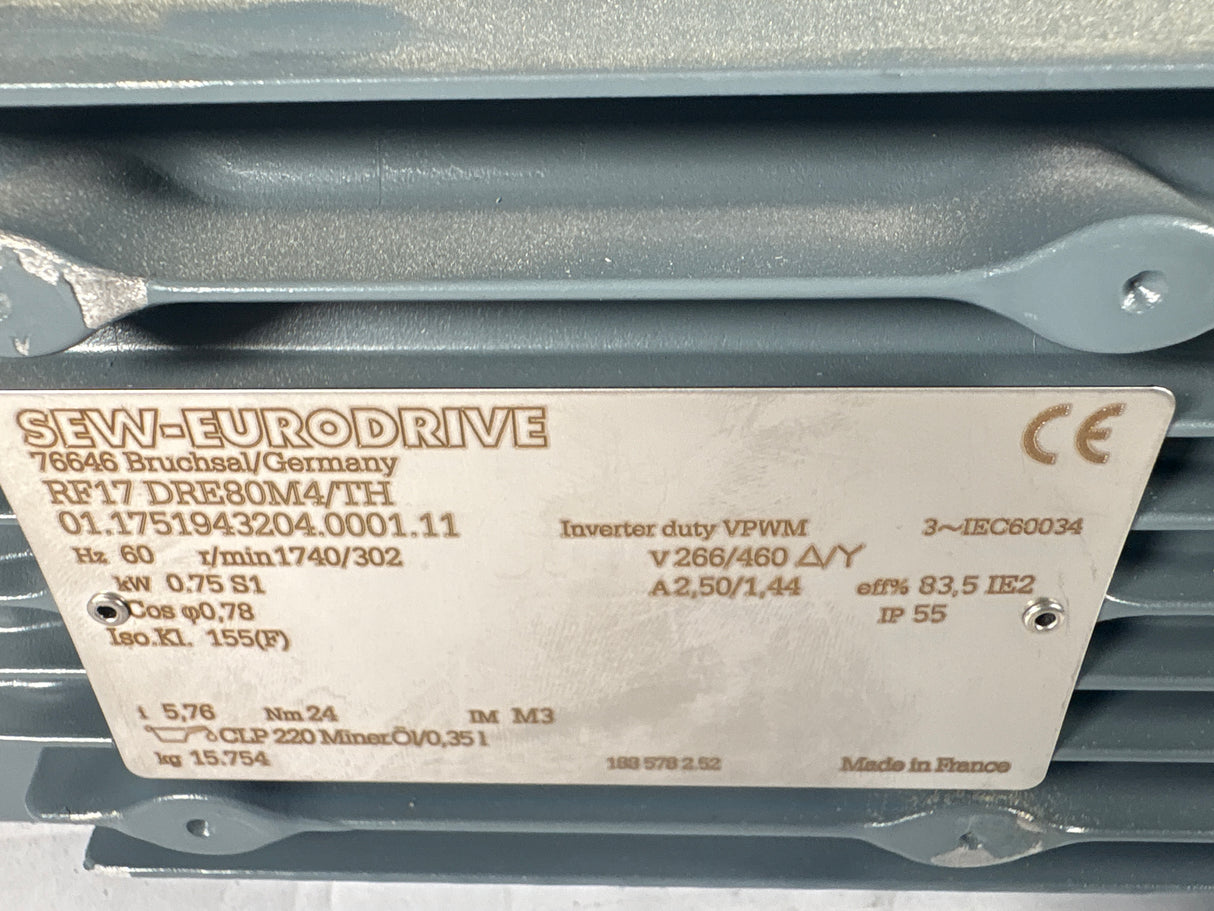 SEW-EURODRIVE CE
76646 Bruchsal/Germany
RF17 DRE80M4/TH
01.1751943204.0001.11 Inverter duty VPWM 3~IEC60034
Hz 60 r/min 1740/302 V 266/460 △/Y
kW 0.75 S1 A 2,50/1,44 eff% 83,5 IE2
Cos φ 0,78 IP 55
Iso.Kl. 155(F)
i 5,76 Nm 24 IM M3
CLP 220 Miner.Öl/0,35 l
kg 15.754 188 578 2.52 Made in France